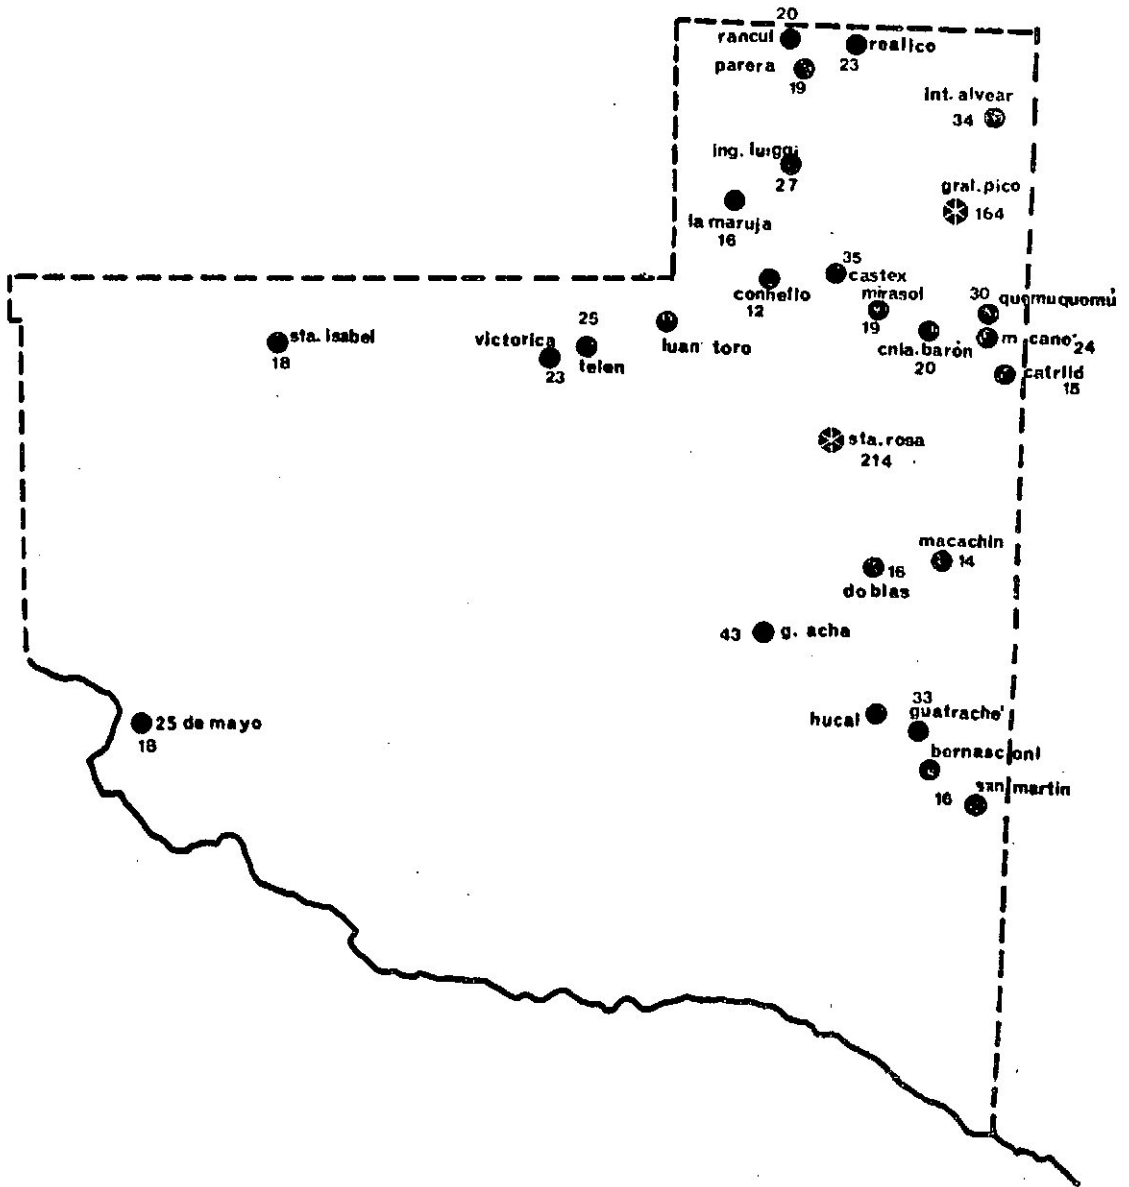 20
rancul
realico
parera
23
19
int. alvear
34
ing. luiggi
27
gral. pico
164
la maruja
16
35
castex
conhello
12
mirasol
19
30
quemuquemú
sta. isabel
18
victorica
23
25
telen
luan toro
cnla. barón
20
m cano' 24
catriló
15
sta. rosa
214
macachin
14
16
doblas
43 g. acha
33
hucal
guatrache'
25 de mayo
18
bernasconi
16
san martin